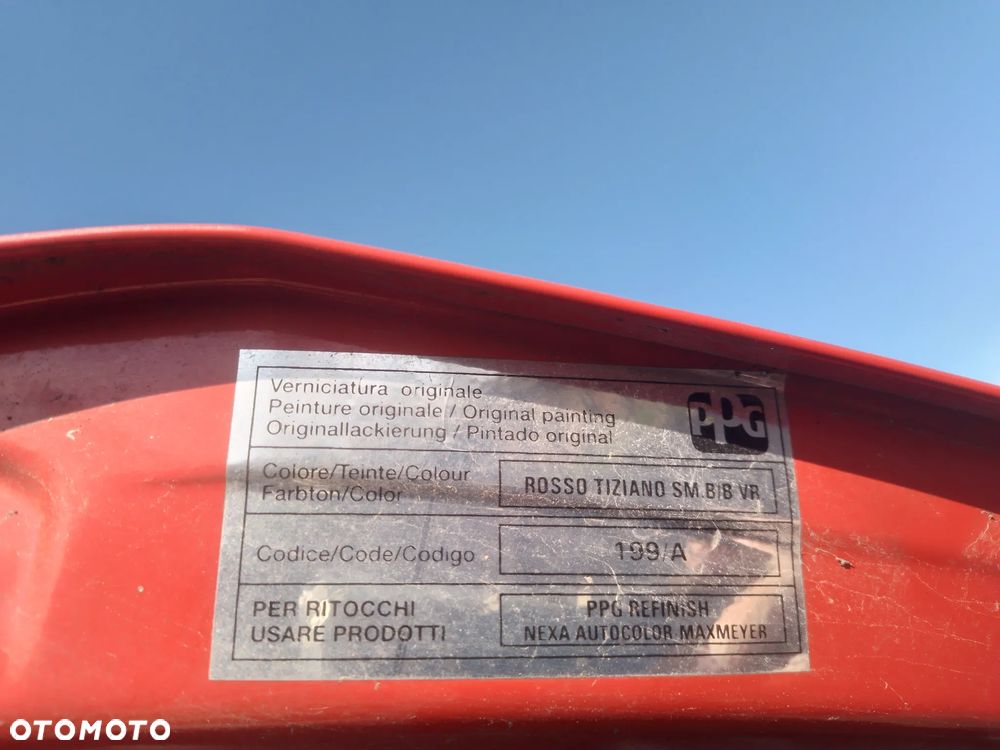 Verniciatura originale
Peinture originale / Original painting
Originallackierung / Pintado original
PPG
Colore/Teinte/Colour
Farbton/Color
ROSSO TIZIANO SM.B/B VR
Codice/Code/Codigo
199/A
PER RITOCCHI
USARE PRODOTTI
PPG REFINISH
NEXA AUTOCOLOR MAXMEYER
OTOMOTO